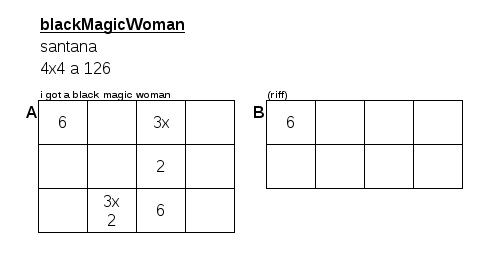 blackMagicWoman
santana
4x4 a 126
i got a black magic woman
A
6 3x
2
3x 6
2
(riff)
B
6